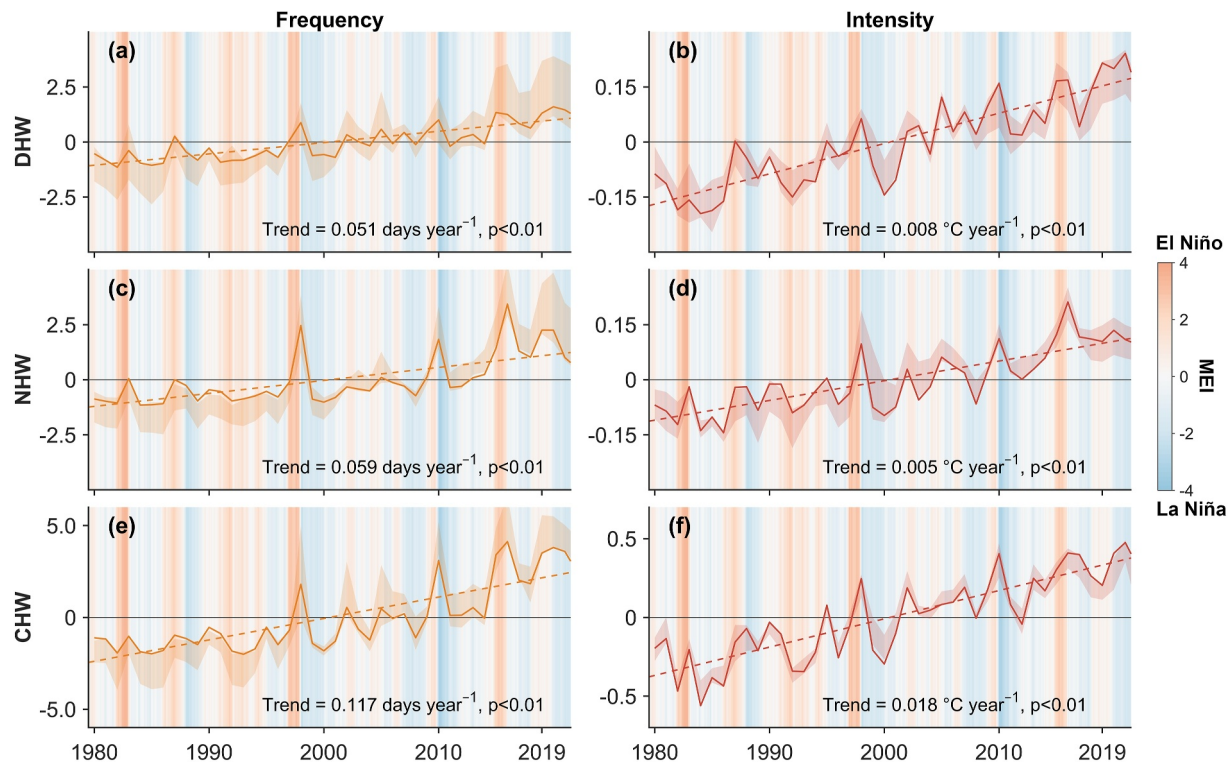 Frequency
Intensity
(a)
2.5
0
-2.5
DHW
Trend = 0.051 days year⁻¹, p<0.01
(b)
0.15
0
-0.15
Trend = 0.008 °C year⁻¹, p<0.01
(c)
2.5
0
-2.5
NHW
Trend = 0.059 days year⁻¹, p<0.01
(d)
0.15
0
-0.15
Trend = 0.005 °C year⁻¹, p<0.01
(e)
5.0
0
-5.0
CHW
Trend = 0.117 days year⁻¹, p<0.01
1980 1990 2000 2010 2019
(f)
0.5
0
-0.5
Trend = 0.018 °C year⁻¹, p<0.01
1980 1990 2000 2010 2019
El Niño
4
2
0
-2
-4
MEI
La Niña